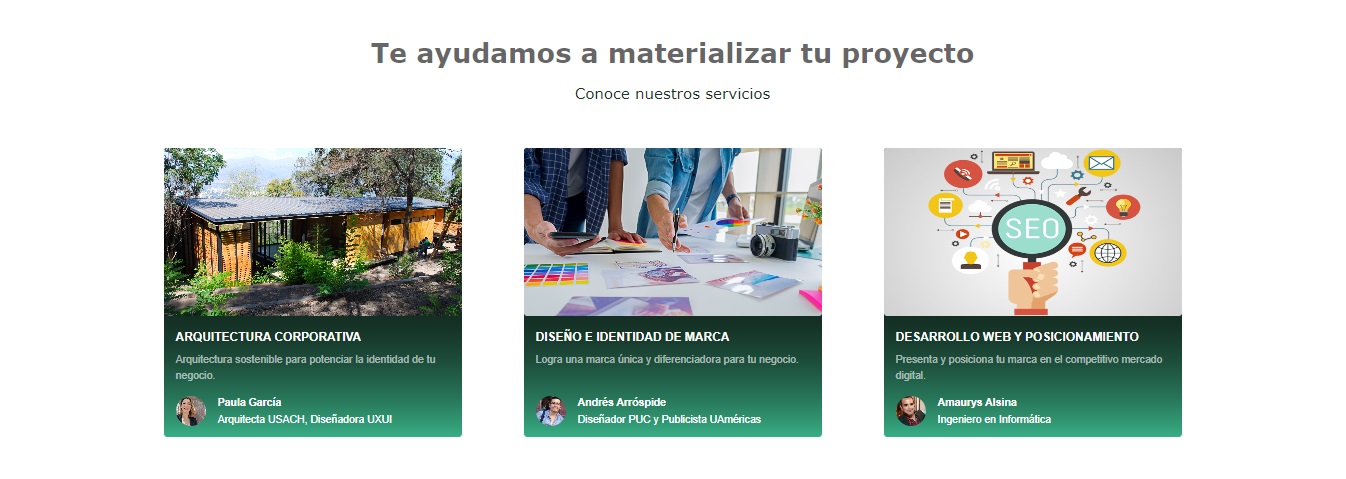 Te ayudamos a materializar tu proyecto
Conoce nuestros servicios
SEO
ARQUITECTURA CORPORATIVA
Arquitectura sostenible para potenciar la identidad de tu
negocio.
Paula García
Arquitecta USACH, Diseñadora UXUI
DISEÑO E IDENTIDAD DE MARCA
Logra una marca única y diferenciadora para tu negocio.
Andrés Arróspide
Diseñador PUC y Publicista UAméricas
DESARROLLO WEB Y POSICIONAMIENTO
Presenta y posiciona tu marca en el competitivo mercado
digital.
Amaurys Alsina
Ingeniero en Informática